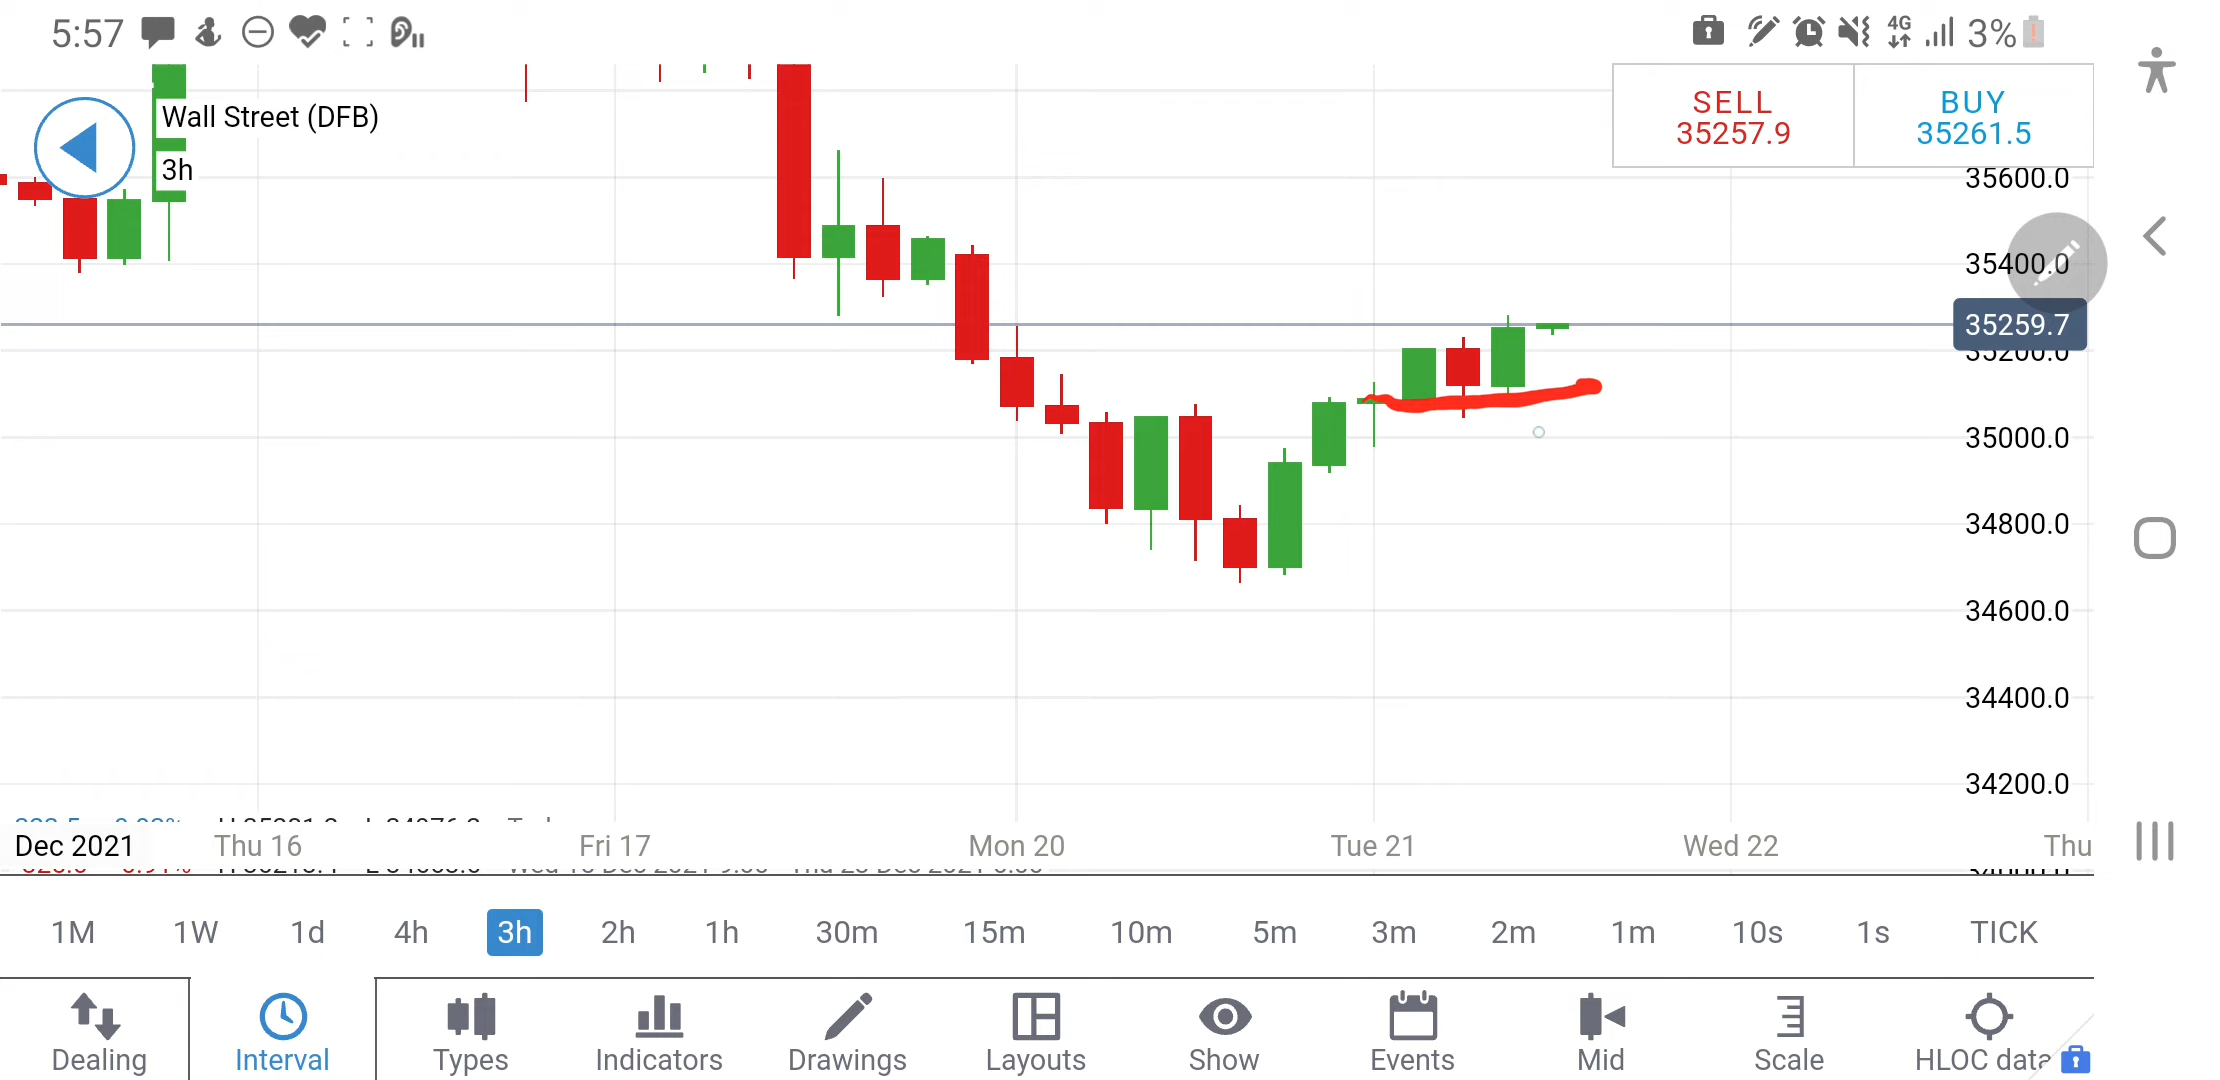 5:57
4G
3%
Wall Street (DFB)
3h
SELL
35257.9
BUY
35261.5
35600.0
35400.0
35259.7
35200.0
35000.0
34800.0
34600.0
34400.0
34200.0
Dec 2021 Thu 16 Fri 17 Mon 20 Tue 21 Wed 22 Thu
1M 1W 1d 4h 3h 2h 1h 30m 15m 10m 5m 3m 2m 1m 10s 1s TICK
Dealing Interval Types Indicators Drawings Layouts Show Events Mid Scale HLOC data